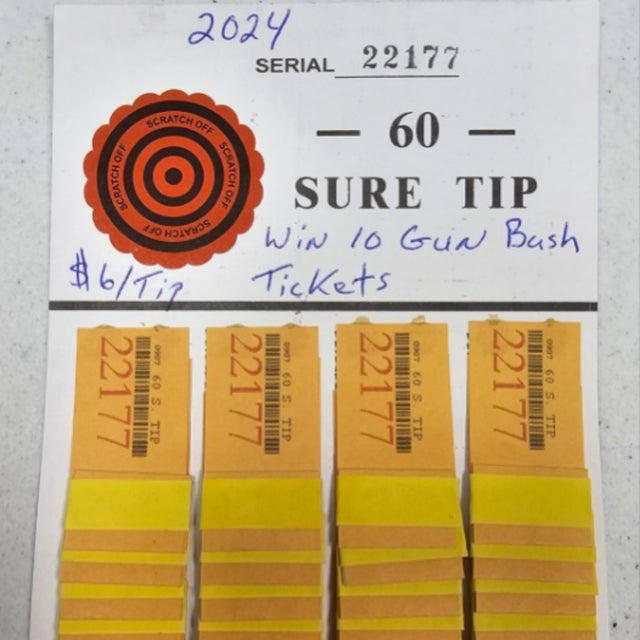 2024
SERIAL 22177
SCRATCH OFF SCRATCH OFF SCRATCH OFF SCRATCH OFF
— 60 —
SURE TIP
Win 10 Gun Bash
$6/Tip Tickets
22177 0907 60 S. TIP
22177 0907 60 S. TIP
22177 0907 60 S. TIP
22177 0907 60 S. TIP